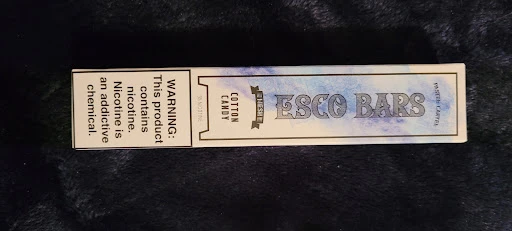 WARNING:
This product
contains
nicotine.
Nicotine is
an addictive
chemical.
COTTON
CANDY
ESCO BARS